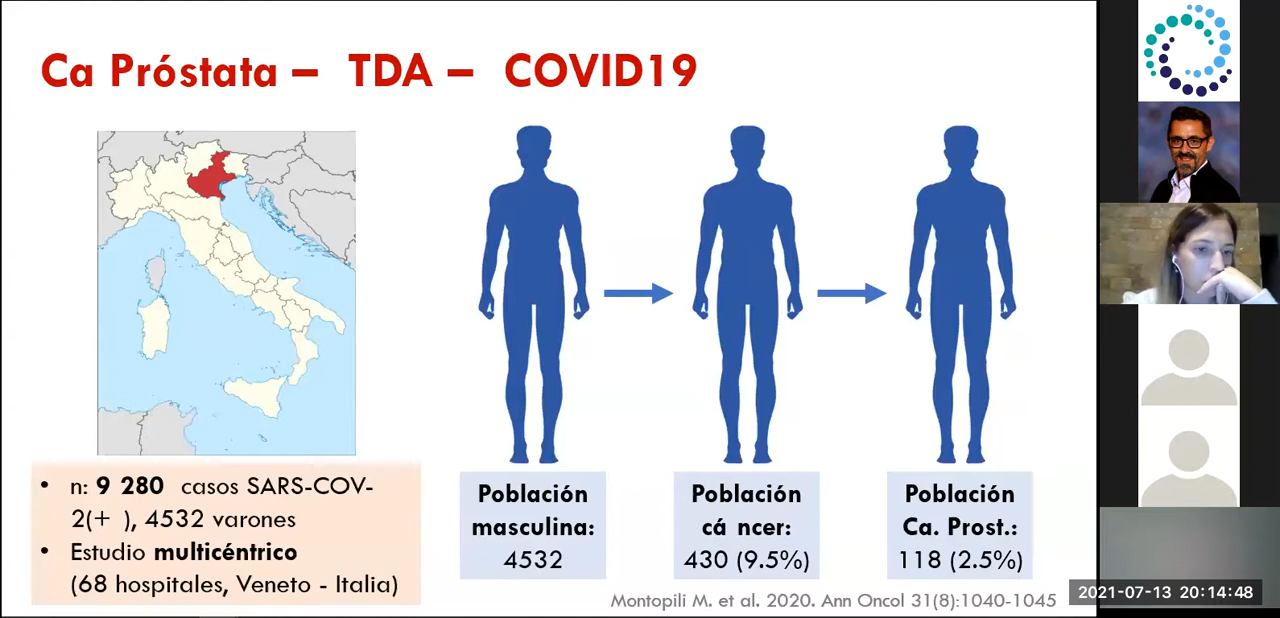 Ca Próstata – TDA – COVID19
• n: 9 280 casos SARS-COV-
2(+ ), 4532 varones
• Estudio multicéntrico
(68 hospitales, Veneto - Italia)
Población
masculina:
4532
Población
cá ncer:
430 (9.5%)
Población
Ca. Prost.:
118 (2.5%)
Montopili M. et al. 2020. Ann Oncol 31(8):1040-1045
2021-07-13 20:14:48